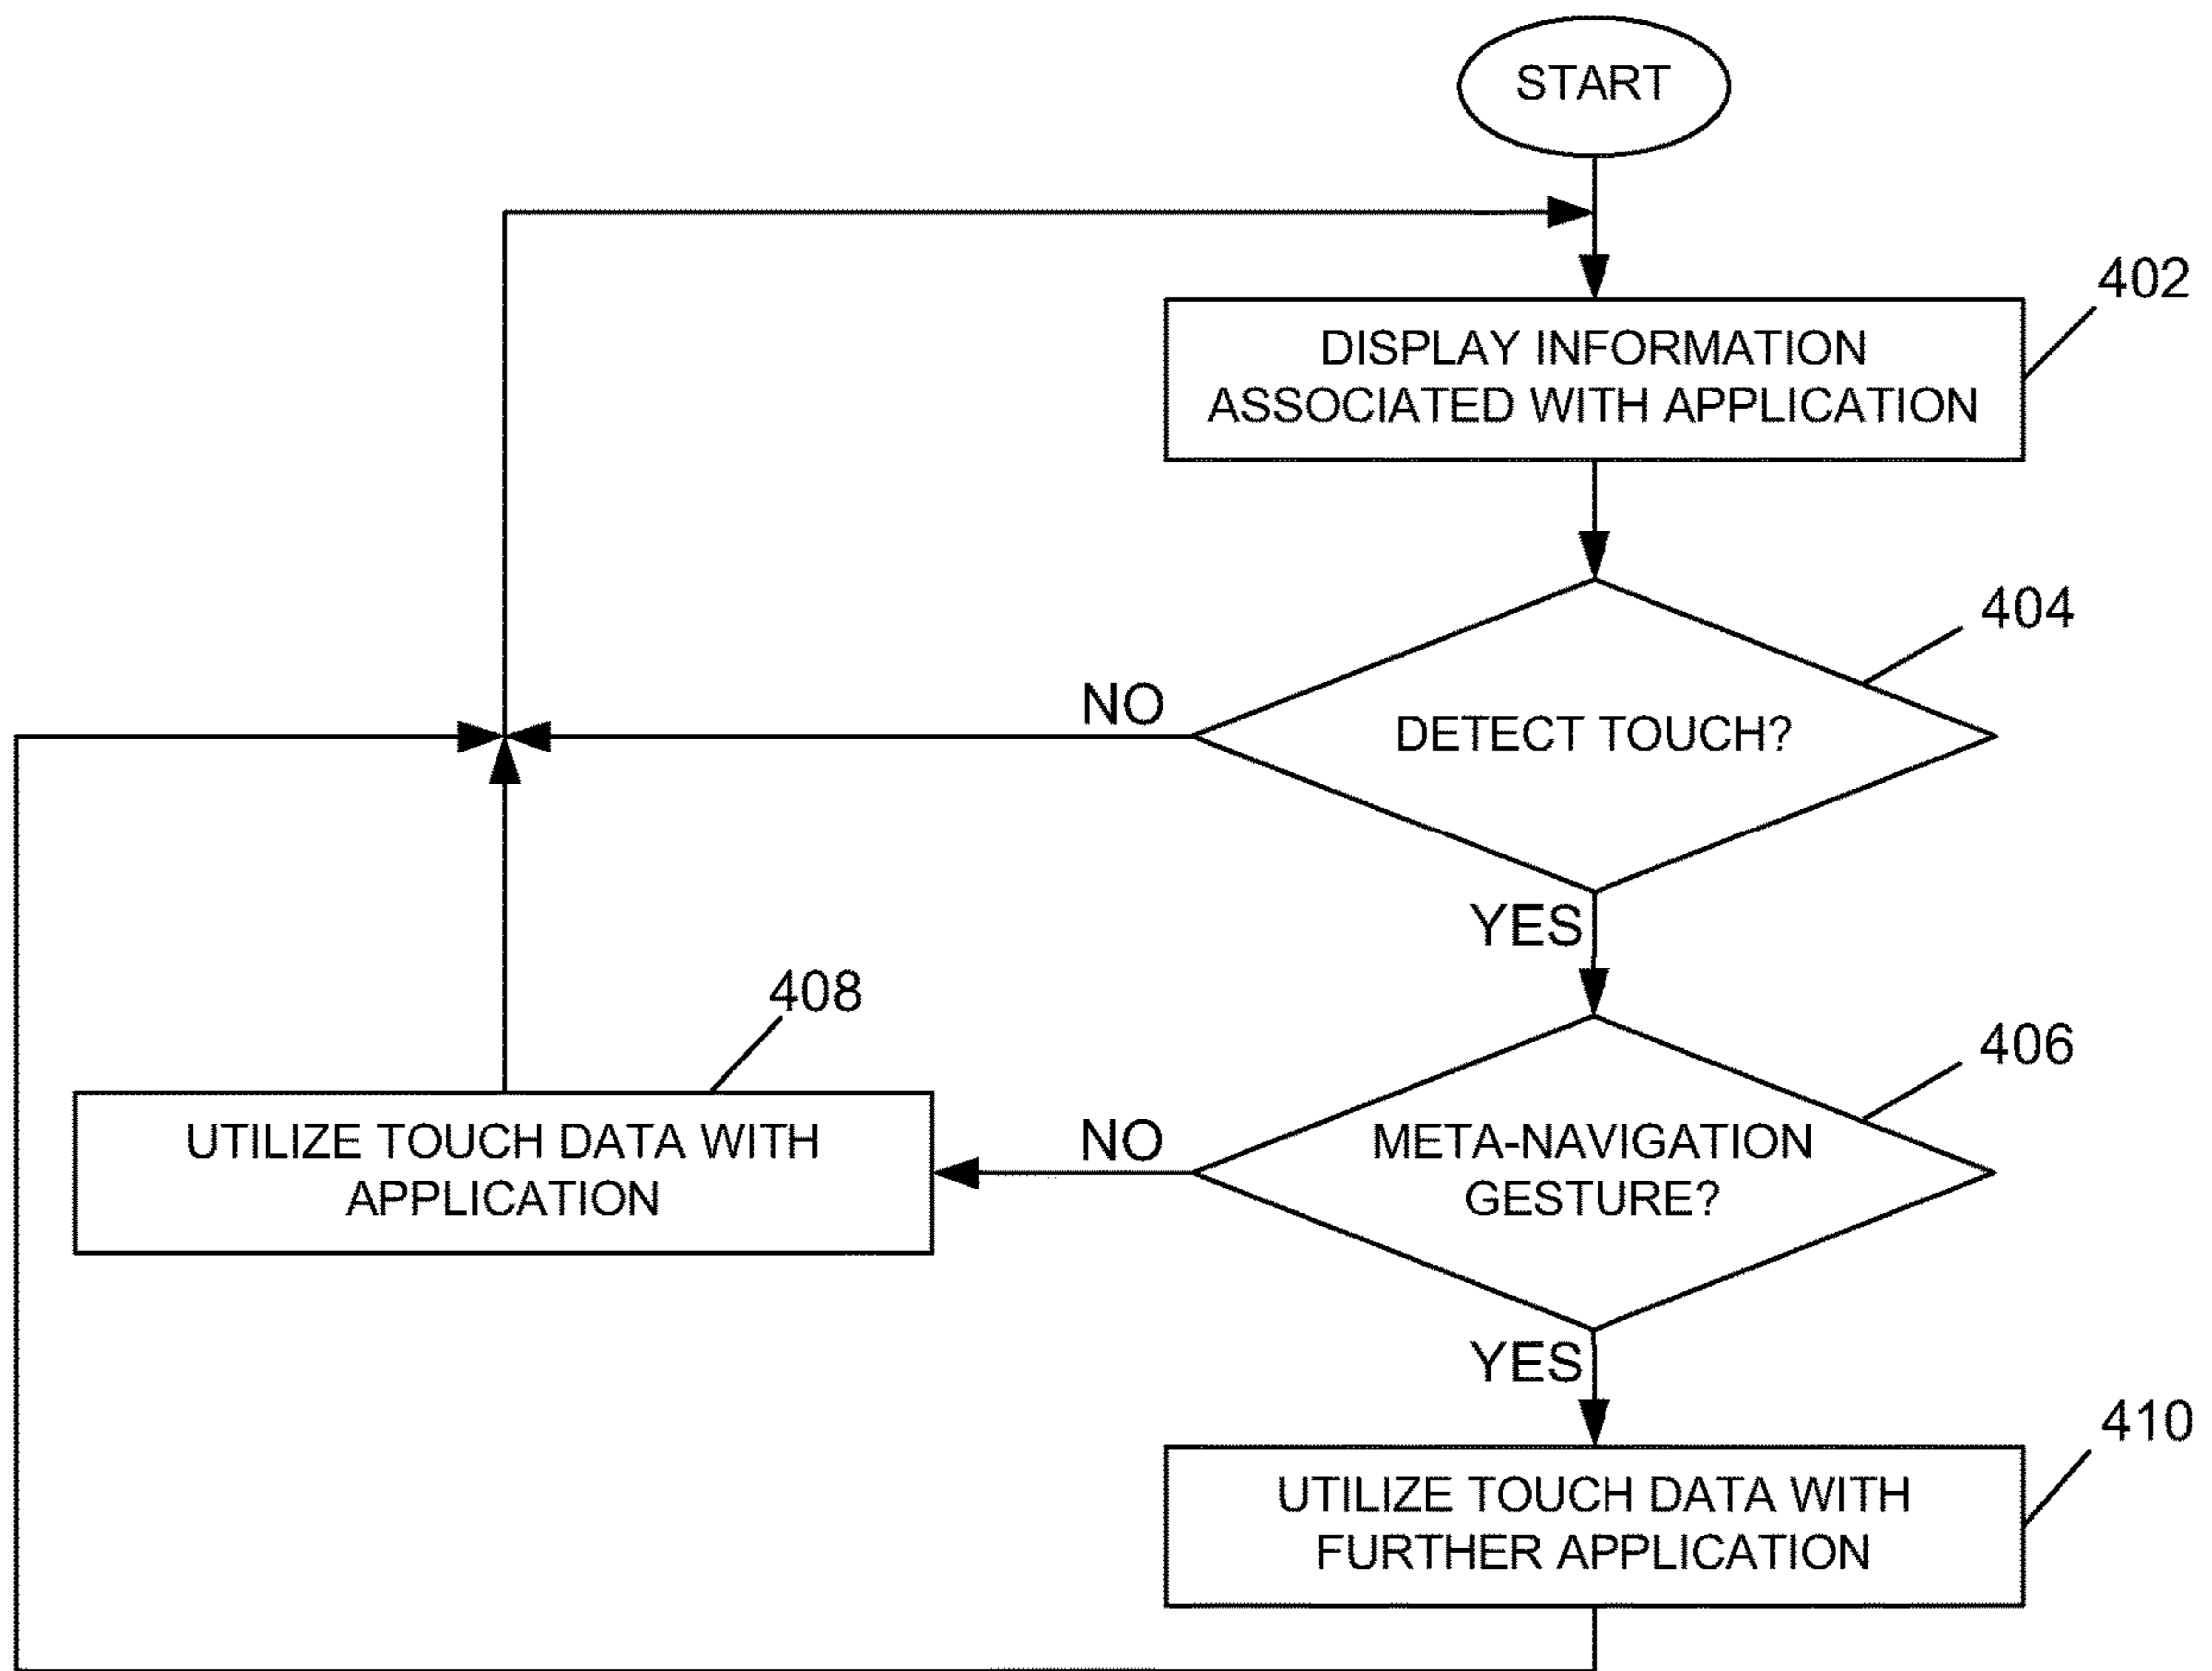 START
402
DISPLAY INFORMATION
ASSOCIATED WITH APPLICATION
404
NO
DETECT TOUCH?
YES
408
406
UTILIZE TOUCH DATA WITH
APPLICATION
NO
META-NAVIGATION
GESTURE?
YES
410
UTILIZE TOUCH DATA WITH
FURTHER APPLICATION